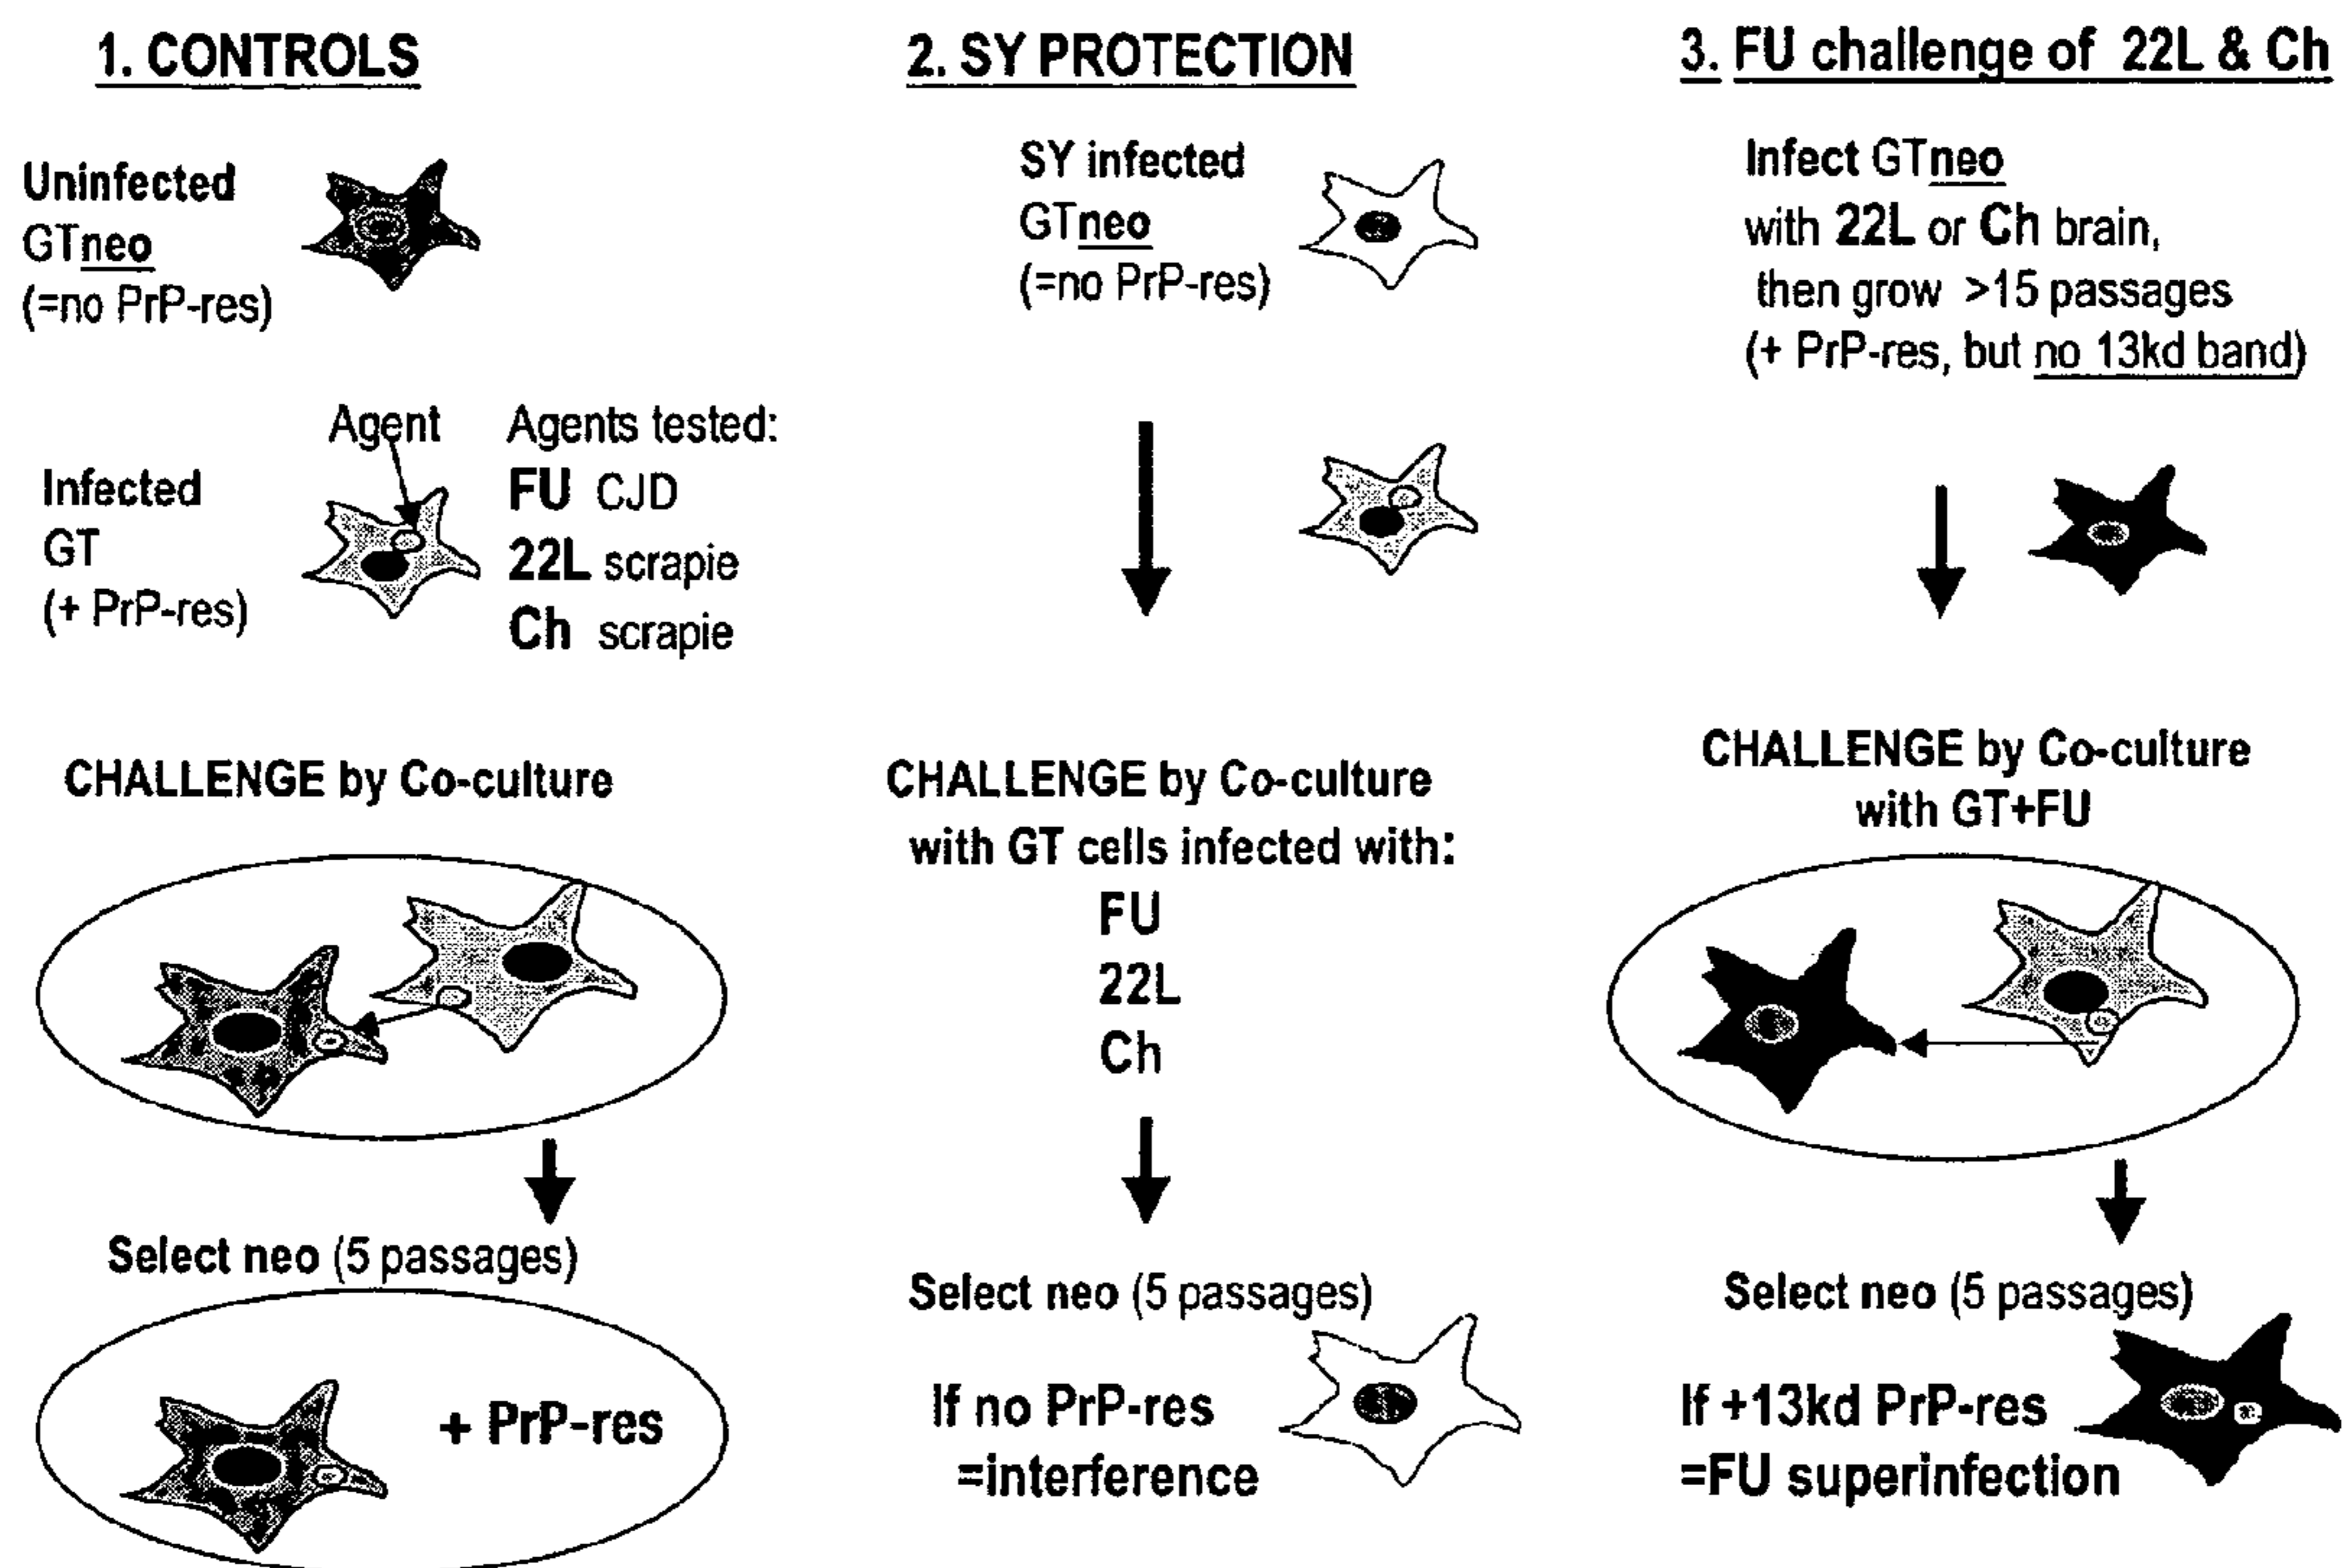 1. CONTROLS
Uninfected
GTneo
(=no PrP-res)
Agent
Infected
GT
(+ PrP-res)
Agents tested:
FU CJD
22L scrapie
Ch scrapie
CHALLENGE by Co-culture
Select neo (5 passages)
+ PrP-res
2. SY PROTECTION
SY infected
GTneo
(=no PrP-res)
CHALLENGE by Co-culture
with GT cells infected with:
FU
22L
Ch
Select neo (5 passages)
If no PrP-res
=interference
3. FU challenge of 22L & Ch
Infect GTneo
with 22L or Ch brain,
then grow >15 passages
(+ PrP-res, but no 13kd band)
CHALLENGE by Co-culture
with GT+FU
Select neo (5 passages)
If +13kd PrP-res
=FU superinfection